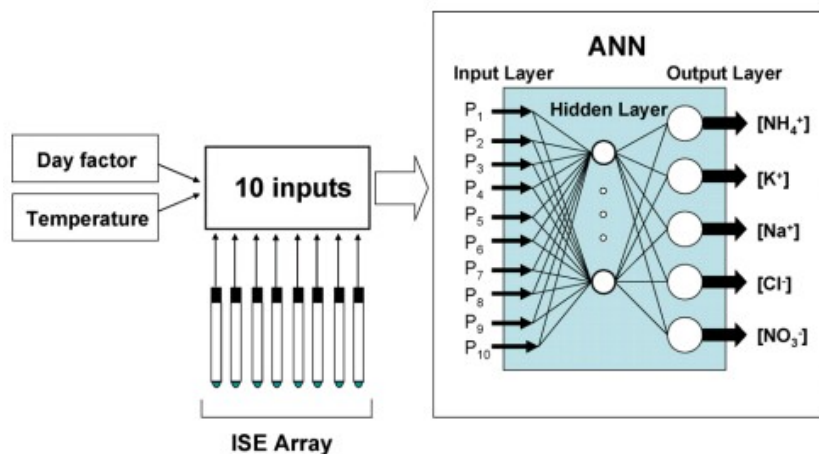 Day factor
Temperature
10 inputs
ISE Array
ANN
Input Layer
Output Layer
Hidden Layer
P₁
P₂
P₃
P₄
P₅
P₆
P₇
P₈
P₉
P₁₀
[NH₄⁺]
[K⁺]
[Na⁺]
[Cl⁻]
[NO₃⁻]